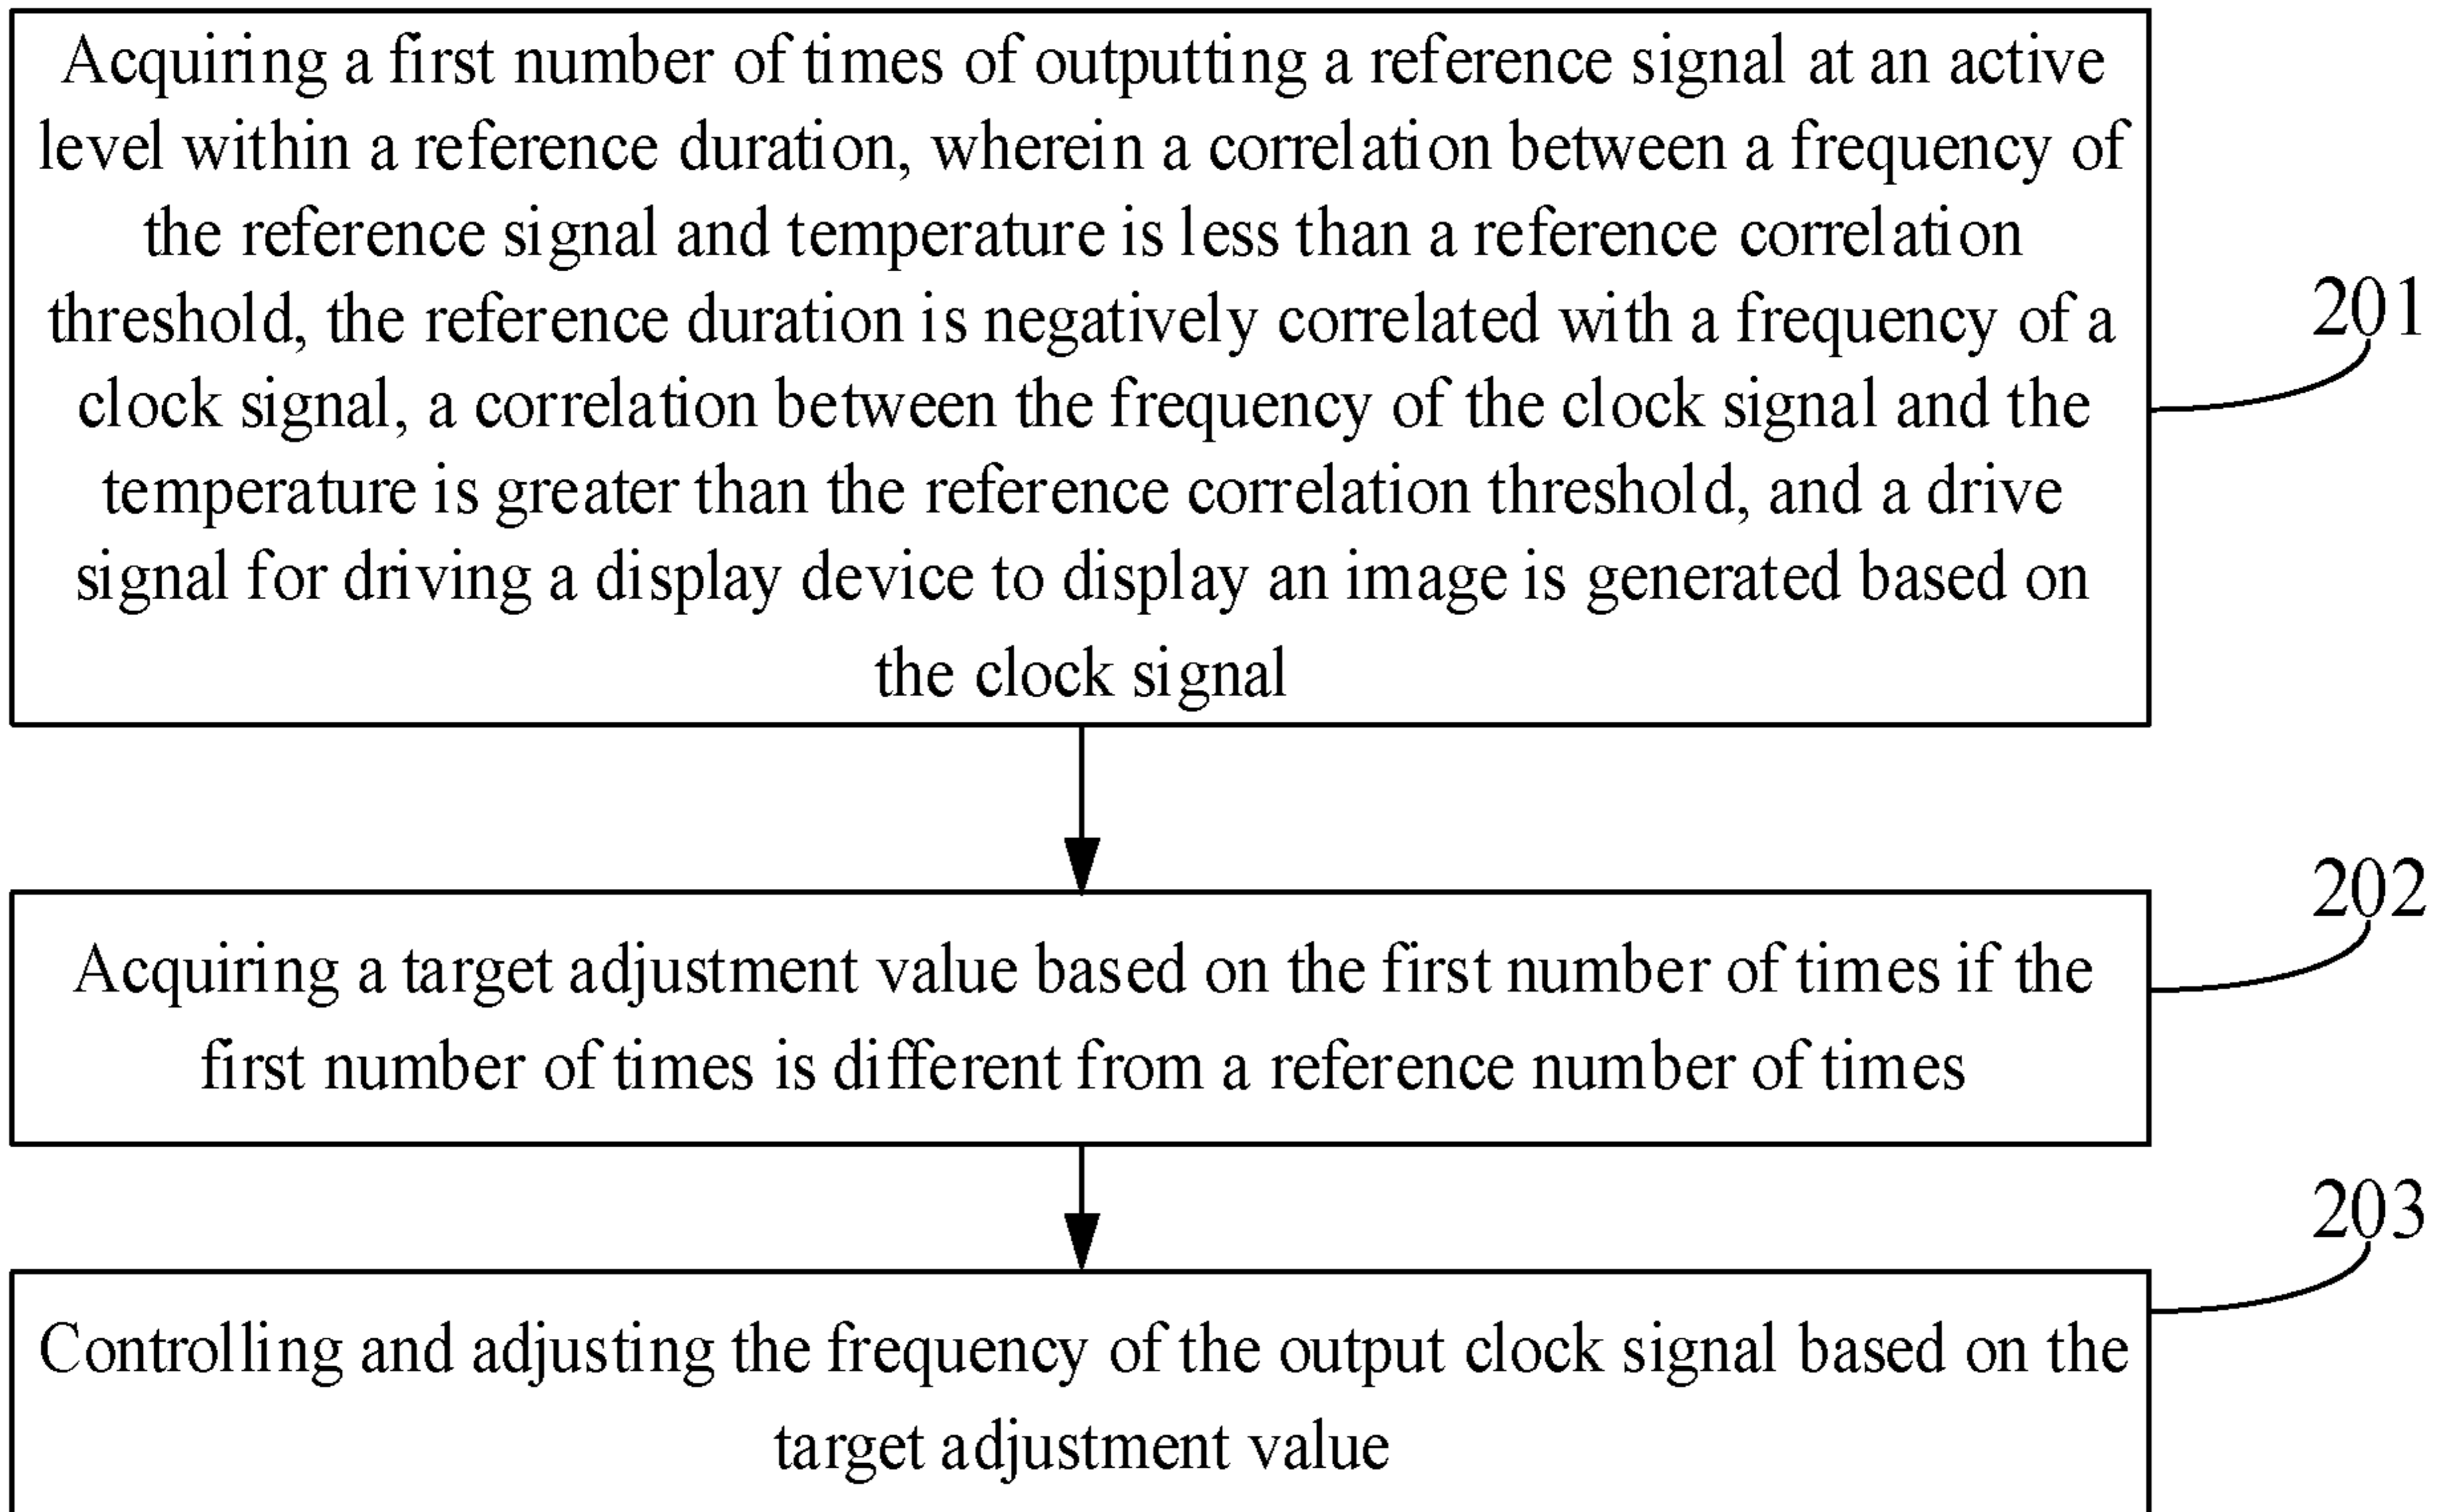 Acquiring a first number of times of outputting a reference signal at an active
level within a reference duration, wherein a correlation between a frequency of
the reference signal and temperature is less than a reference correlation
threshold, the reference duration is negatively correlated with a frequency of a
clock signal, a correlation between the frequency of the clock signal and the
temperature is greater than the reference correlation threshold, and a drive
signal for driving a display device to display an image is generated based on
the clock signal
201
Acquiring a target adjustment value based on the first number of times if the
first number of times is different from a reference number of times
202
Controlling and adjusting the frequency of the output clock signal based on the
target adjustment value
203